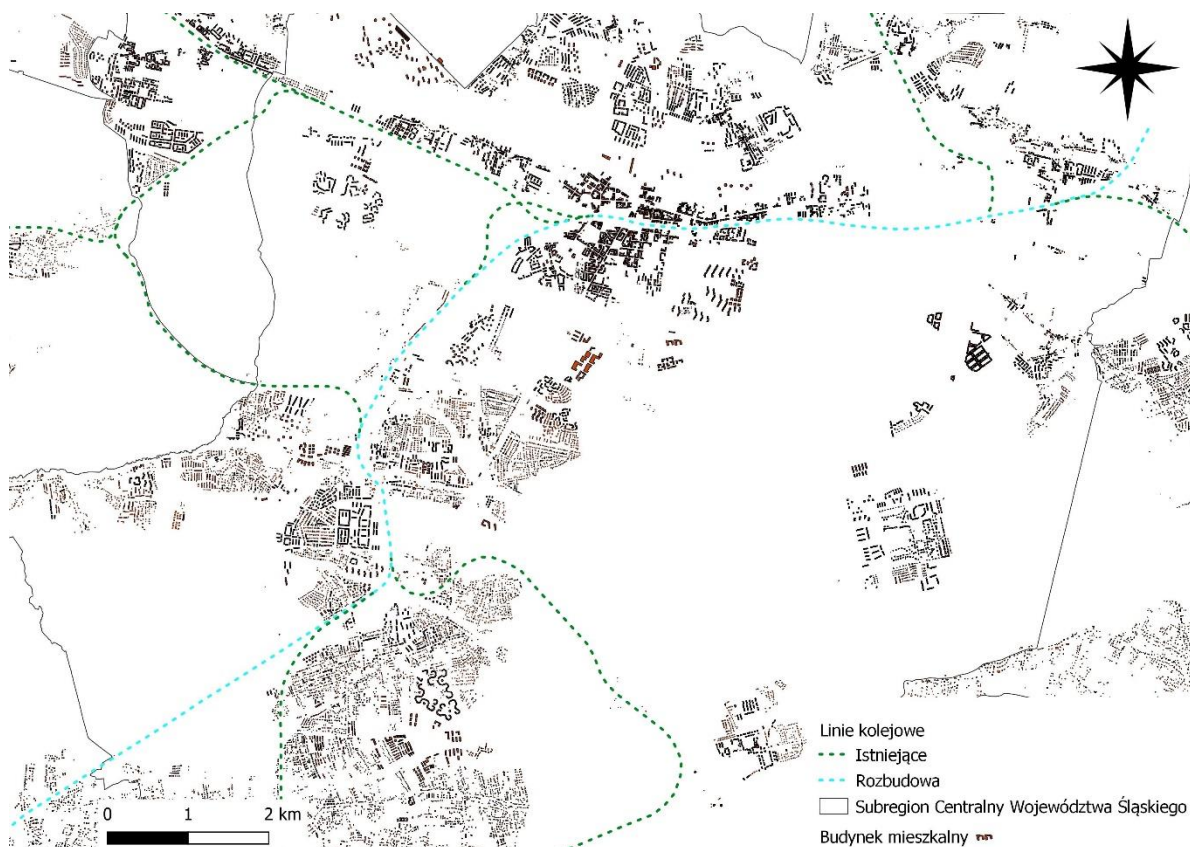 Linie kolejowe
Istniejące
Rozbudowa
Subregion Centralny Województwa Śląskiego
Budynek mieszkalny
0 1 2 km